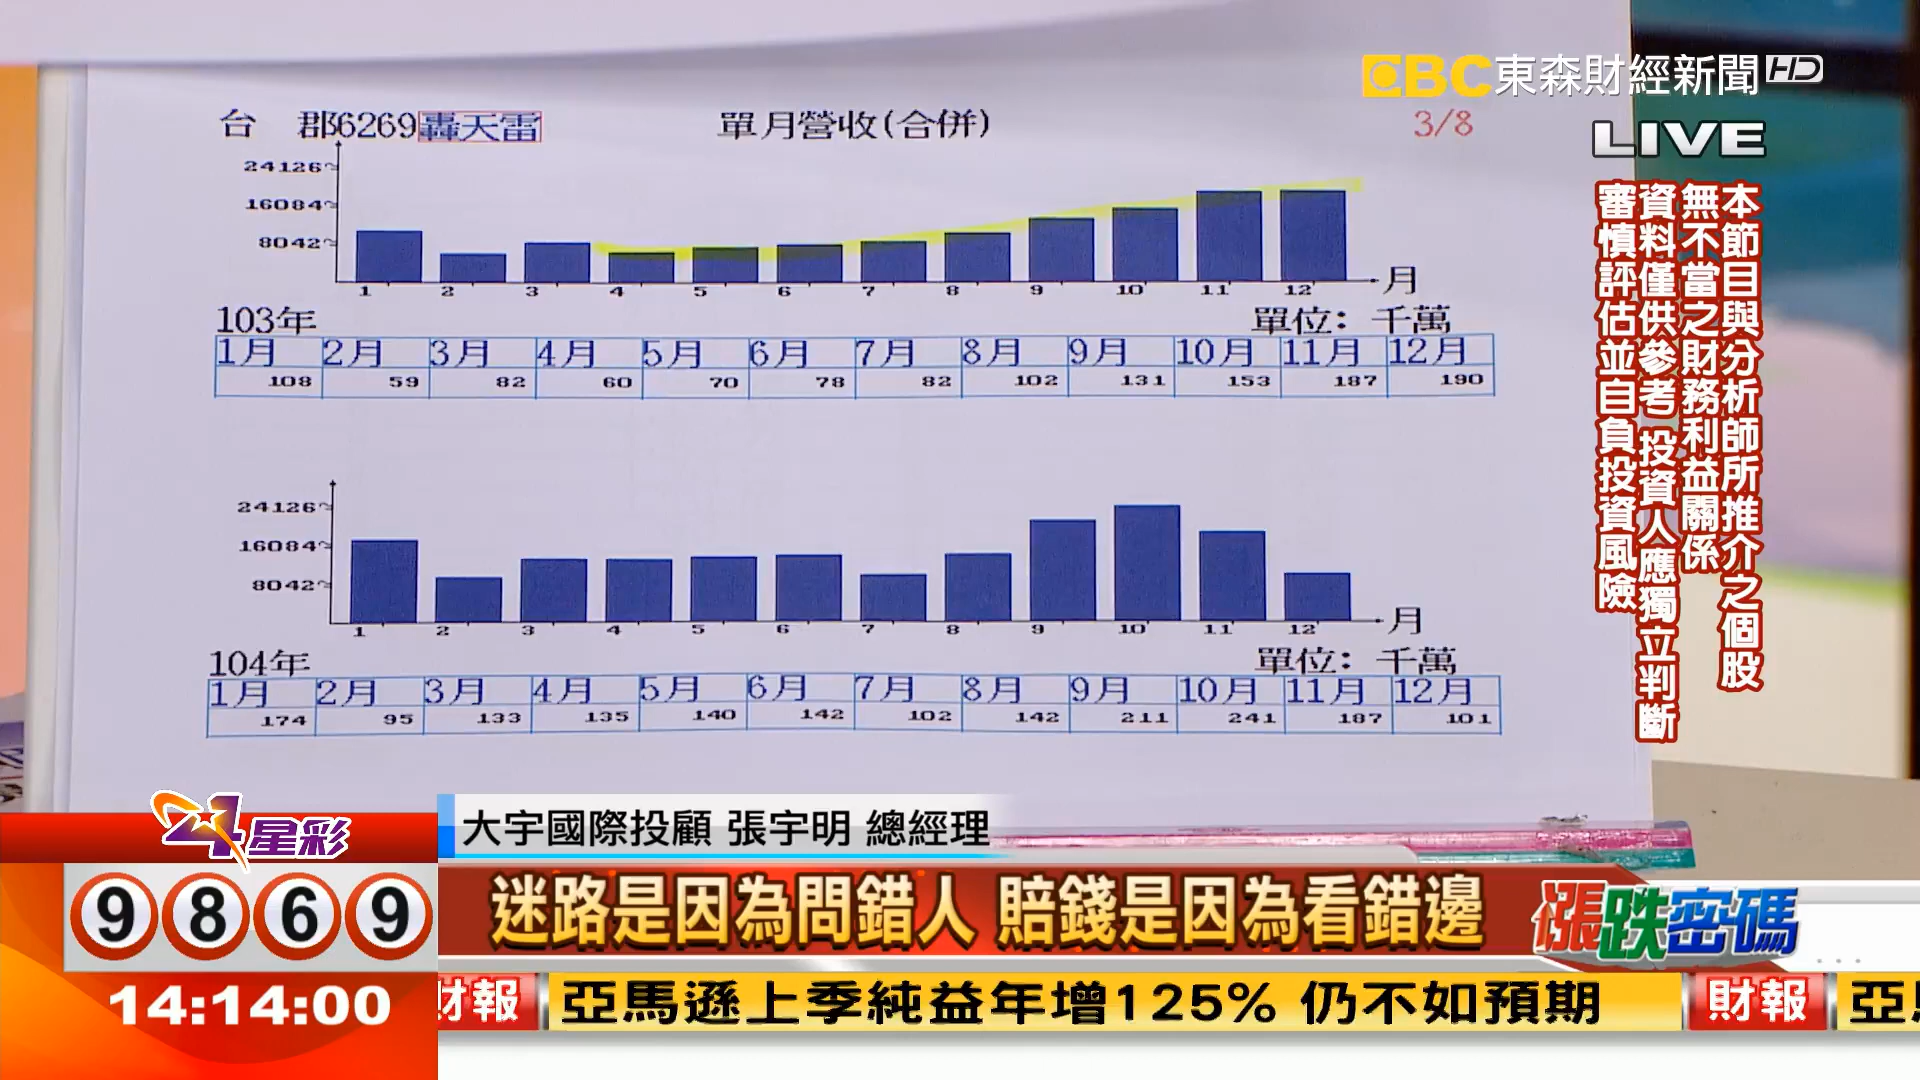 EBC 東森財經新聞 HD
LIVE
本節目與分析師所推介之個股
無不當之財務利益關係
資料僅供參考 投資人應獨立判斷
審慎評估並自負投資風險
台 郡6269轟天雷
單月營收(合併)
3/8
24126
16084
8042
1 2 3 4 5 6 7 8 9 10 11 12 月
103年
單位: 千萬
1月 2月 3月 4月 5月 6月 7月 8月 9月 10月 11月 12月
108 59 82 60 70 78 82 102 131 153 187 190
24126
16084
8042
1 2 3 4 5 6 7 8 9 10 11 12 月
104年
單位: 千萬
1月 2月 3月 4月 5月 6月 7月 8月 9月 10月 11月 12月
174 95 133 135 140 142 102 142 211 241 187 101
4星彩
9 8 6 9
14:14:00
大宇國際投顧 張宇明 總經理
迷路是因為問錯人 賠錢是因為看錯邊
漲跌密碼
財報 亞馬遜上季純益年增125% 仍不如預期 財報